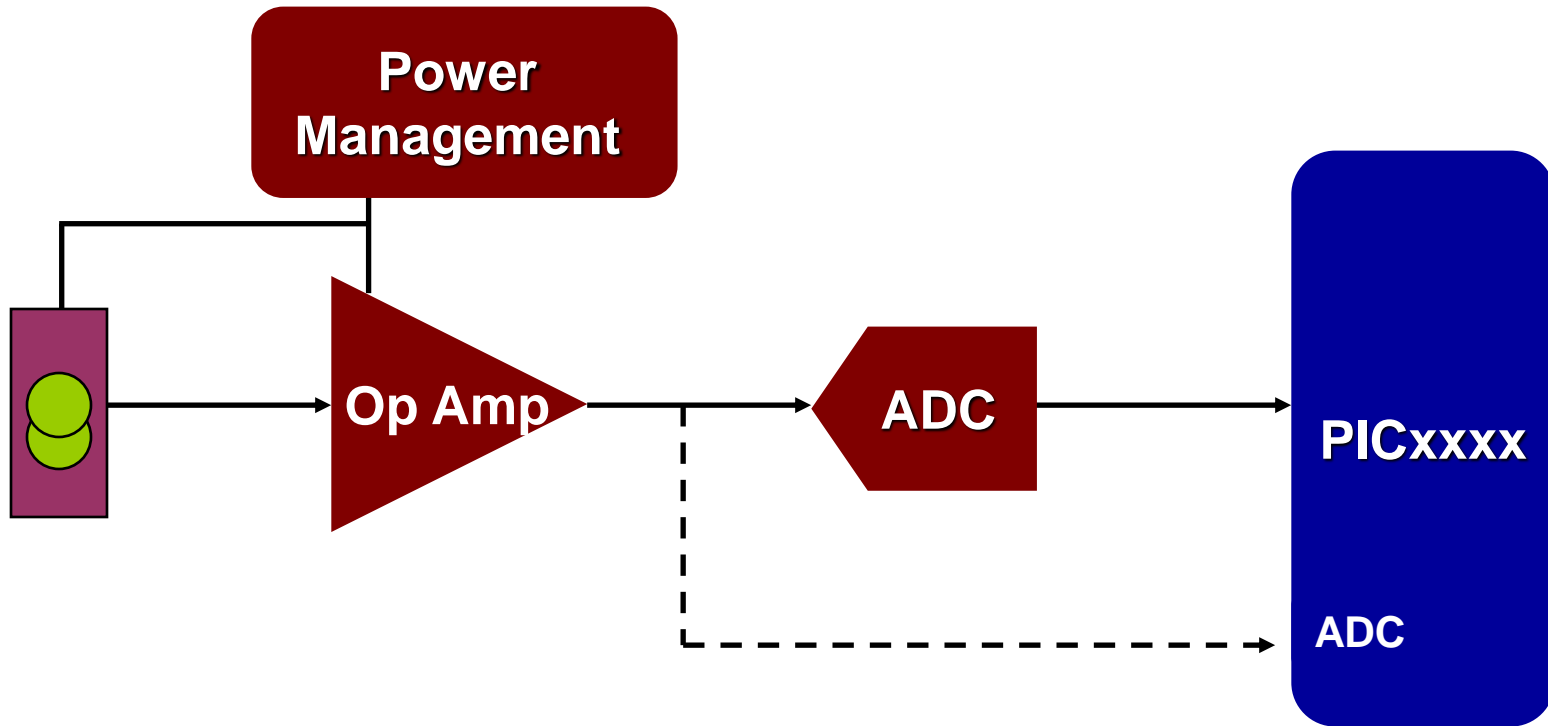 Power
Management
Op Amp
ADC
PICxxxx
ADC